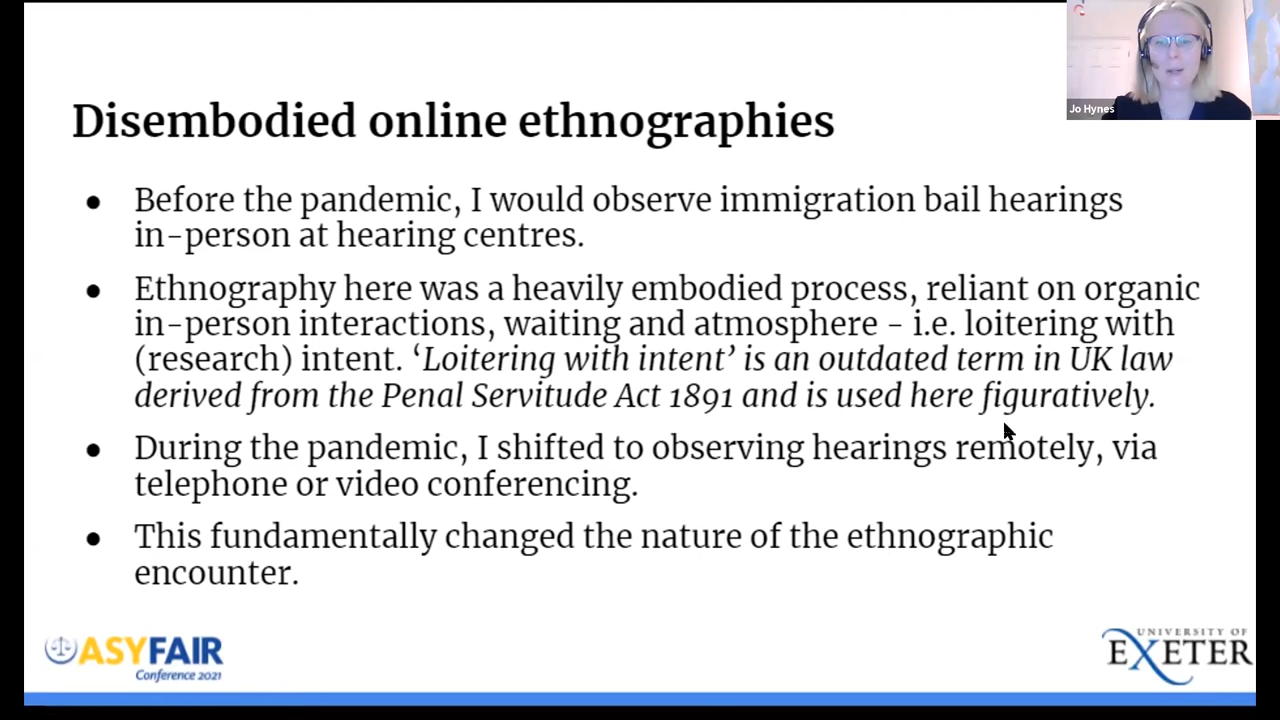 Jo Hynes
Disembodied online ethnographies
● Before the pandemic, I would observe immigration bail hearings
in-person at hearing centres.
● Ethnography here was a heavily embodied process, reliant on organic
in-person interactions, waiting and atmosphere - i.e. loitering with
(research) intent. ‘Loitering with intent’ is an outdated term in UK law
derived from the Penal Servitude Act 1891 and is used here figuratively.
● During the pandemic, I shifted to observing hearings remotely, via
telephone or video conferencing.
● This fundamentally changed the nature of the ethnographic
encounter.
ASYFAIR
Conference 2021
UNIVERSITY OF
EXETER